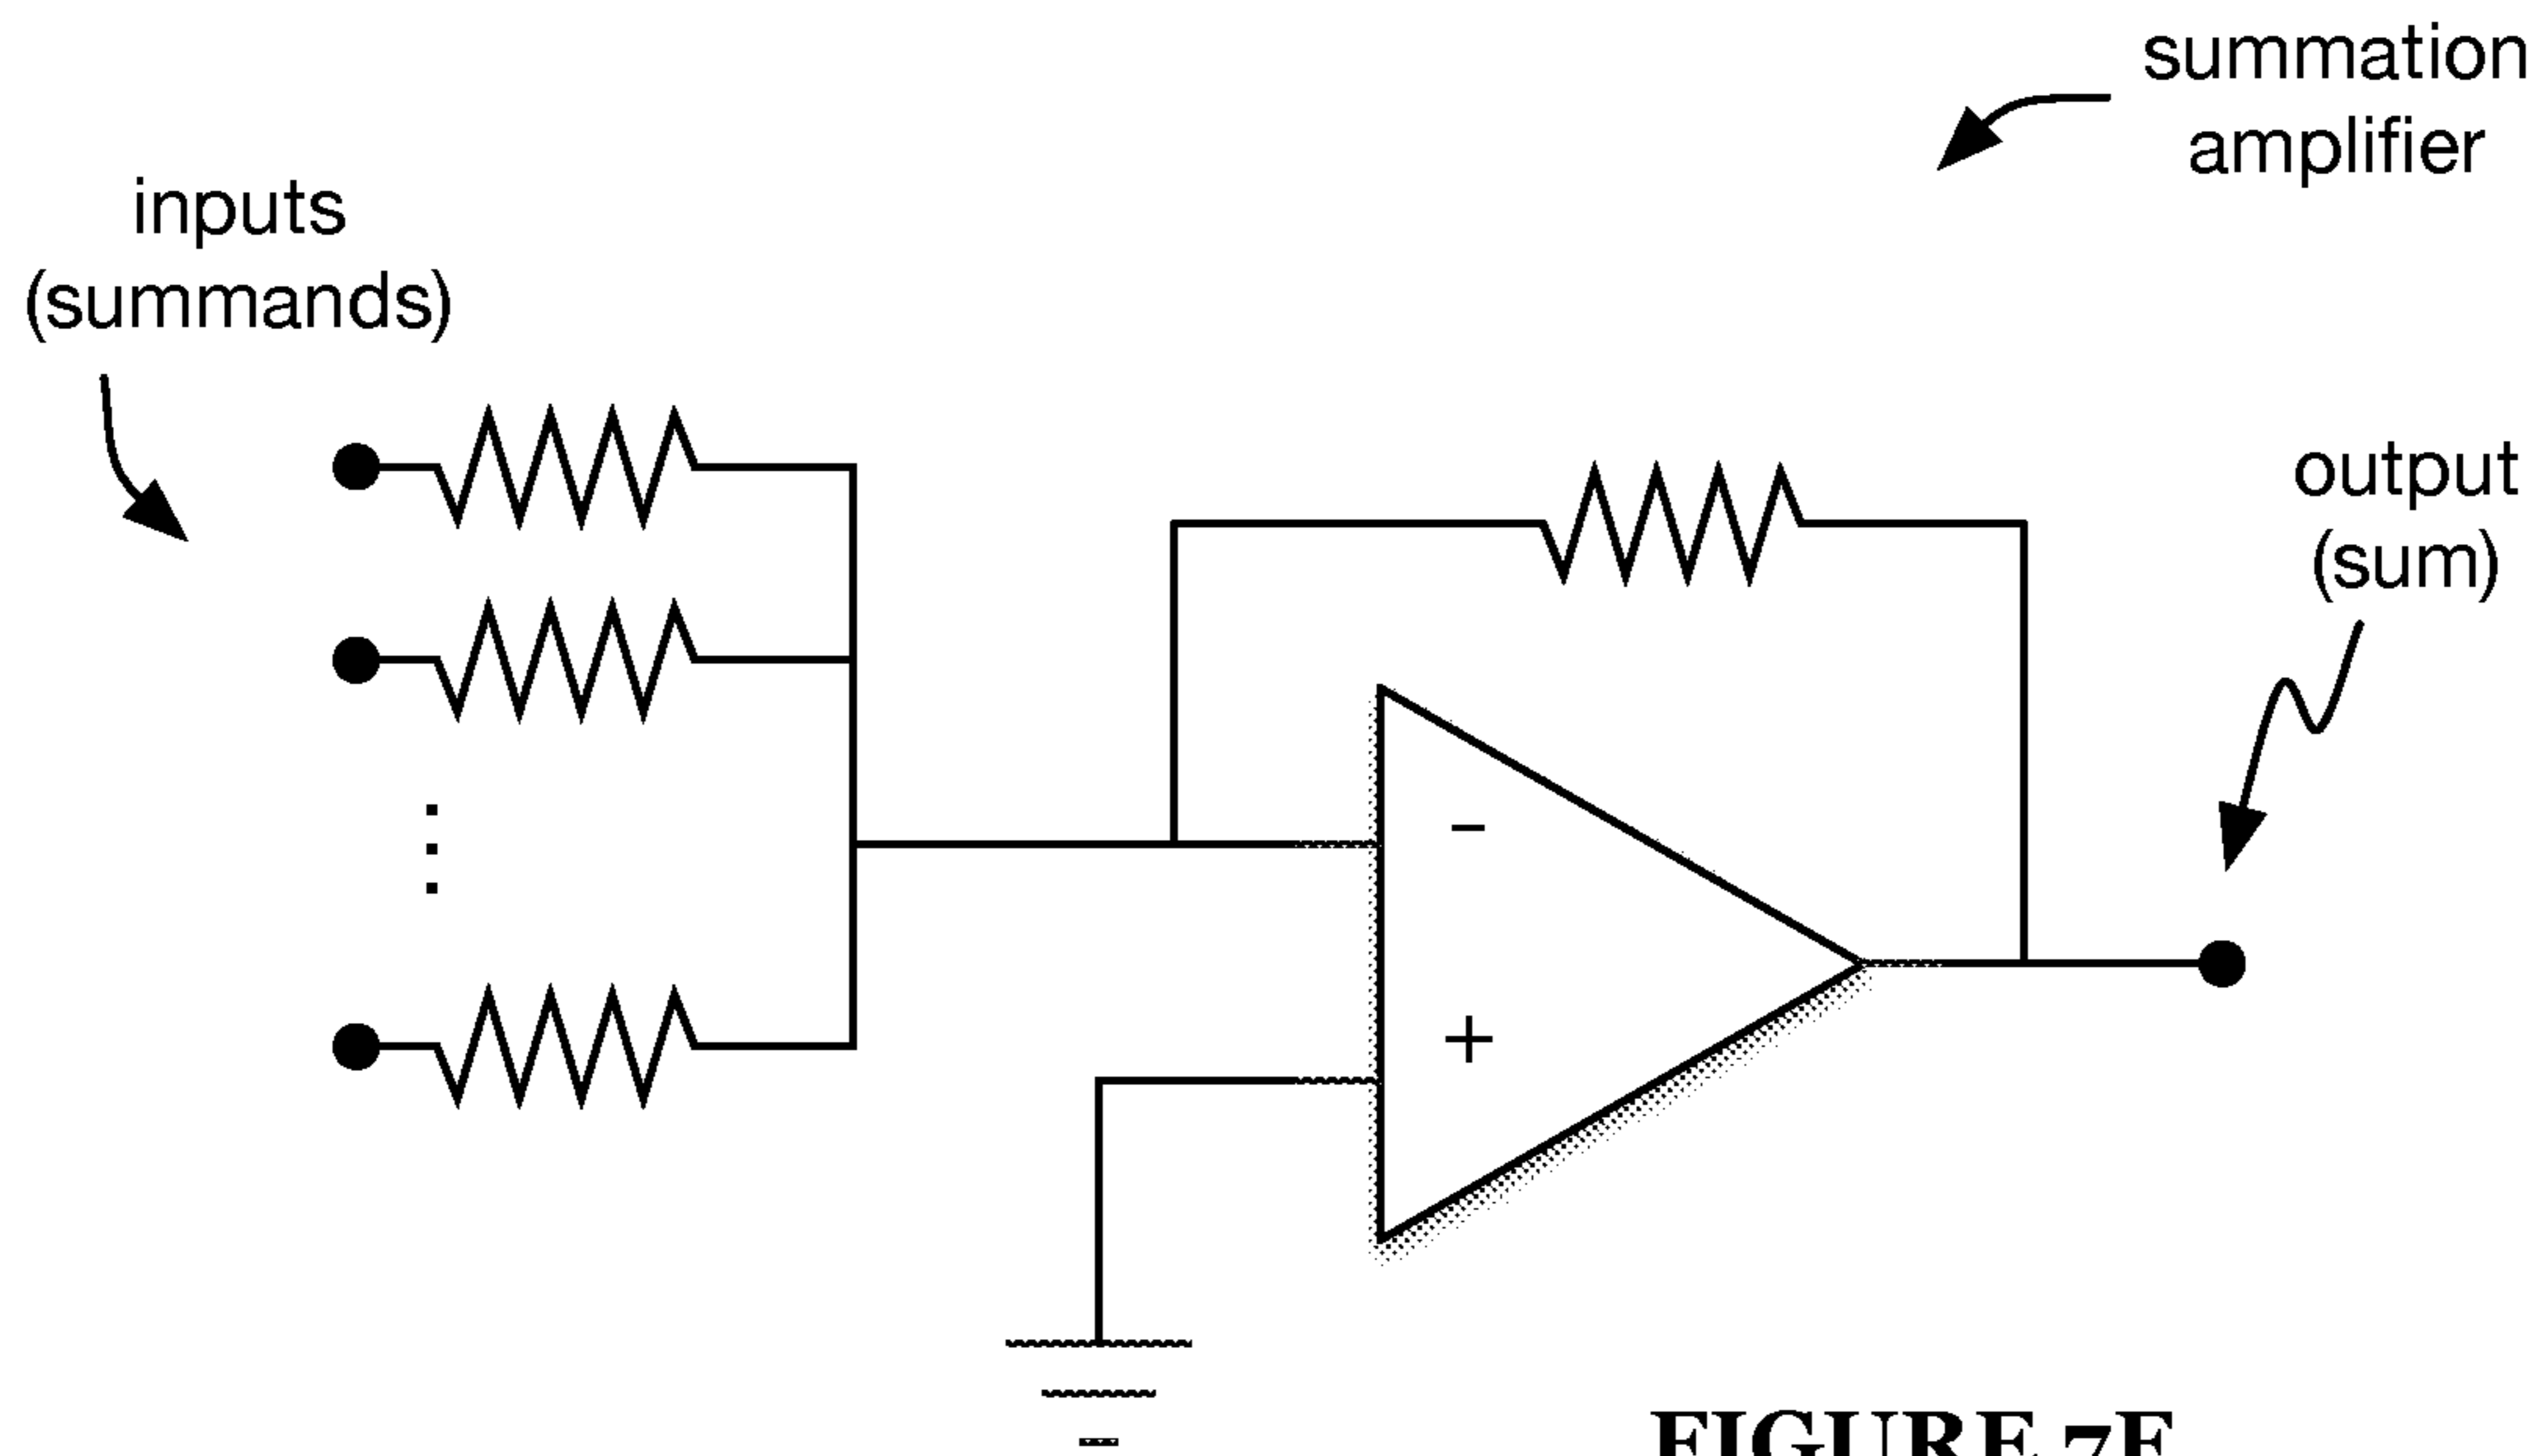 summation
amplifier
inputs
(summands)
output
(sum)
−
+